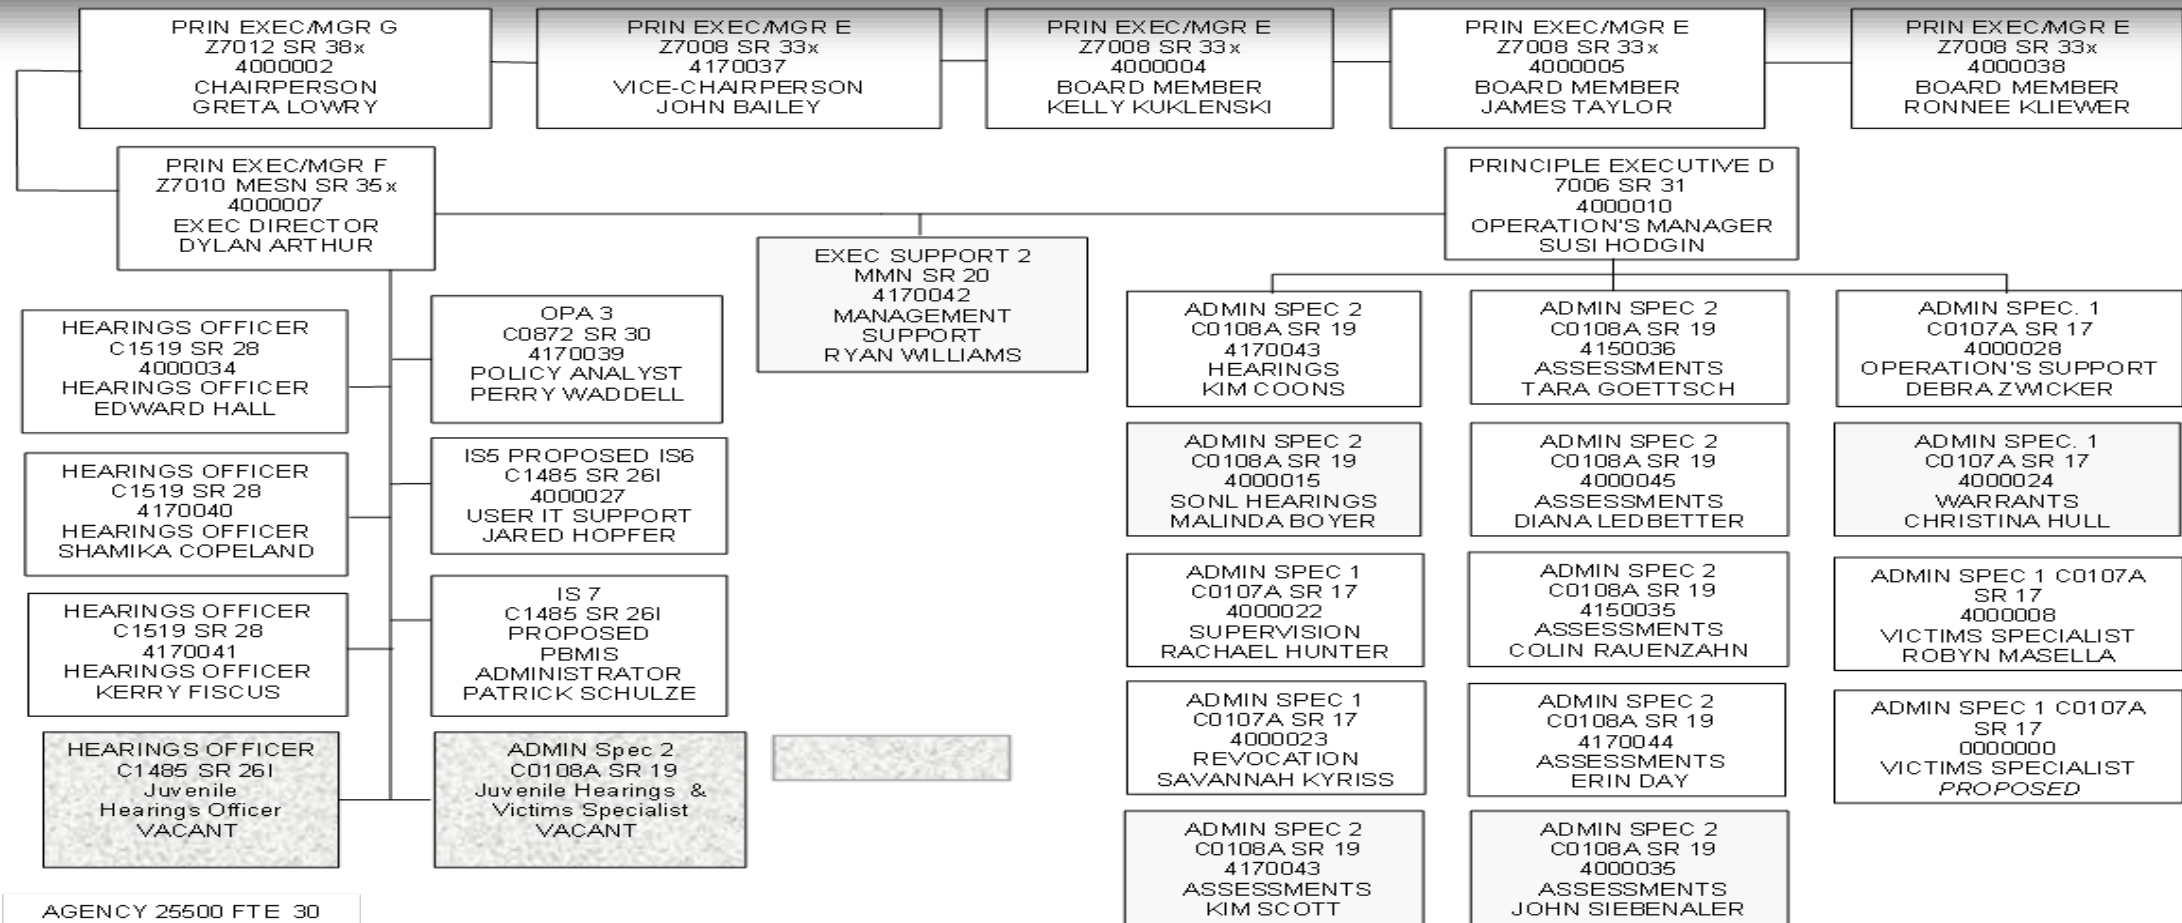 PRIN EXEC/MGR G
Z7012 SR 38x
4000002
CHAIRPERSON
GRETA LOWRY
PRIN EXEC/MGR E
Z7008 SR 33x
4170037
VICE-CHAIRPERSON
JOHN BAILEY
PRIN EXEC/MGR E
Z7008 SR 33x
4000004
BOARD MEMBER
KELLY KUKLENSKI
PRIN EXEC/MGR E
Z7008 SR 33x
4000005
BOARD MEMBER
JAMES TAYLOR
PRIN EXEC/MGR E
Z7008 SR 33x
4000038
BOARD MEMBER
RONNEE KLIEWER
PRIN EXEC/MGR F
Z7010 MESN SR 35x
4000007
EXEC DIRECTOR
DYLAN ARTHUR
PRINCIPLE EXECUTIVE D
7006 SR 31
4000010
OPERATION'S MANAGER
SUSI HODGIN
EXEC SUPPORT 2
MMN SR 20
4170042
MANAGEMENT
SUPPORT
RYAN WILLIAMS
HEARINGS OFFICER
C1519 SR 28
4000034
HEARINGS OFFICER
EDWARD HALL
OPA 3
C0872 SR 30
4170039
POLICY ANALYST
PERRY WADDELL
HEARINGS OFFICER
C1519 SR 28
4170040
HEARINGS OFFICER
SHAMIKA COPELAND
IS5 PROPOSED IS6
C1485 SR 26I
4000027
USER IT SUPPORT
JARED HOPFER
HEARINGS OFFICER
C1519 SR 28
4170041
HEARINGS OFFICER
KERRY FISCUS
IS 7
C1485 SR 26I
PROPOSED
PBMIS
ADMINISTRATOR
PATRICK SCHULZE
HEARINGS OFFICER
C1485 SR 26I
Juvenile
Hearings Officer
VACANT
ADMIN Spec 2
C0108A SR 19
Juvenile Hearings &
Victims Specialist
VACANT
ADMIN SPEC 2
C0108A SR 19
4170043
HEARINGS
KIM COONS
ADMIN SPEC 2
C0108A SR 19
4150036
ASSESSMENTS
TARA GOETTSCH
ADMIN SPEC. 1
C0107A SR 17
4000028
OPERATION'S SUPPORT
DEBRA ZWICKER
ADMIN SPEC 2
C0108A SR 19
4000015
SONL HEARINGS
MALINDA BOYER
ADMIN SPEC 2
C0108A SR 19
4000045
ASSESSMENTS
DIANA LEDBETTER
ADMIN SPEC. 1
C0107A SR 17
4000024
WARRANTS
CHRISTINA HULL
ADMIN SPEC 1
C0107A SR 17
4000022
SUPERVISION
RACHAEL HUNTER
ADMIN SPEC 2
C0108A SR 19
4150035
ASSESSMENTS
COLIN RAUENZAHN
ADMIN SPEC 1 C0107A
SR 17
4000008
VICTIMS SPECIALIST
ROBYN MASELLA
ADMIN SPEC 1
C0107A SR 17
4000023
REVOCATION
SAVANNAH KYRISS
ADMIN SPEC 2
C0108A SR 19
4170044
ASSESSMENTS
ERIN DAY
ADMIN SPEC 1 C0107A
SR 17
0000000
VICTIMS SPECIALIST
PROPOSED
ADMIN SPEC 2
C0108A SR 19
4170043
ASSESSMENTS
KIM SCOTT
ADMIN SPEC 2
C0108A SR 19
4000035
ASSESSMENTS
JOHN SIEBENALER
AGENCY 25500 FTE 30